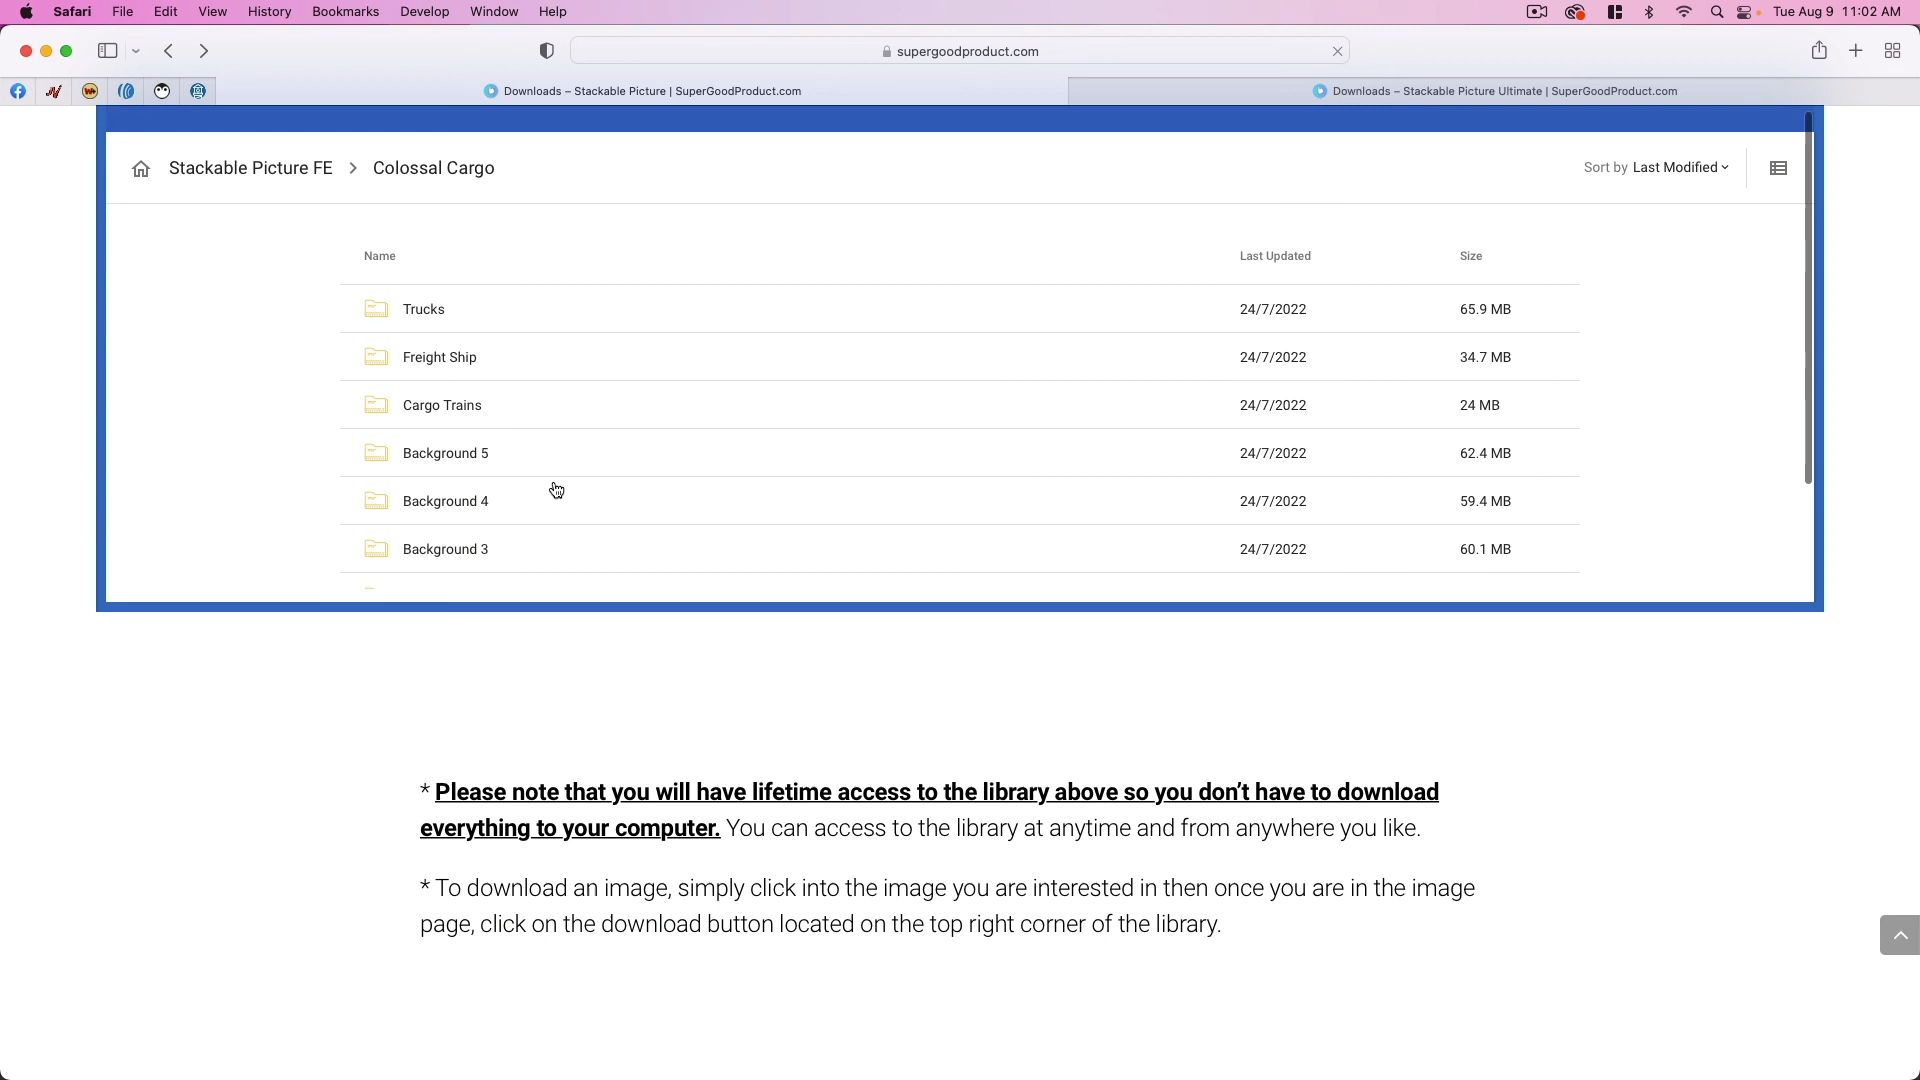 Safari File Edit View History Bookmarks Develop Window Help Tue Aug 9 11:02 AM
supergoodproduct.com
Downloads – Stackable Picture | SuperGoodProduct.com Downloads – Stackable Picture Ultimate | SuperGoodProduct.com
Stackable Picture FE > Colossal Cargo Sort by Last Modified
Name Last Updated Size
Trucks 24/7/2022 65.9 MB
Freight Ship 24/7/2022 34.7 MB
Cargo Trains 24/7/2022 24 MB
Background 5 24/7/2022 62.4 MB
Background 4 24/7/2022 59.4 MB
Background 3 24/7/2022 60.1 MB
* Please note that you will have lifetime access to the library above so you don’t have to download
everything to your computer. You can access to the library at anytime and from anywhere you like.
* To download an image, simply click into the image you are interested in then once you are in the image
page, click on the download button located on the top right corner of the library.